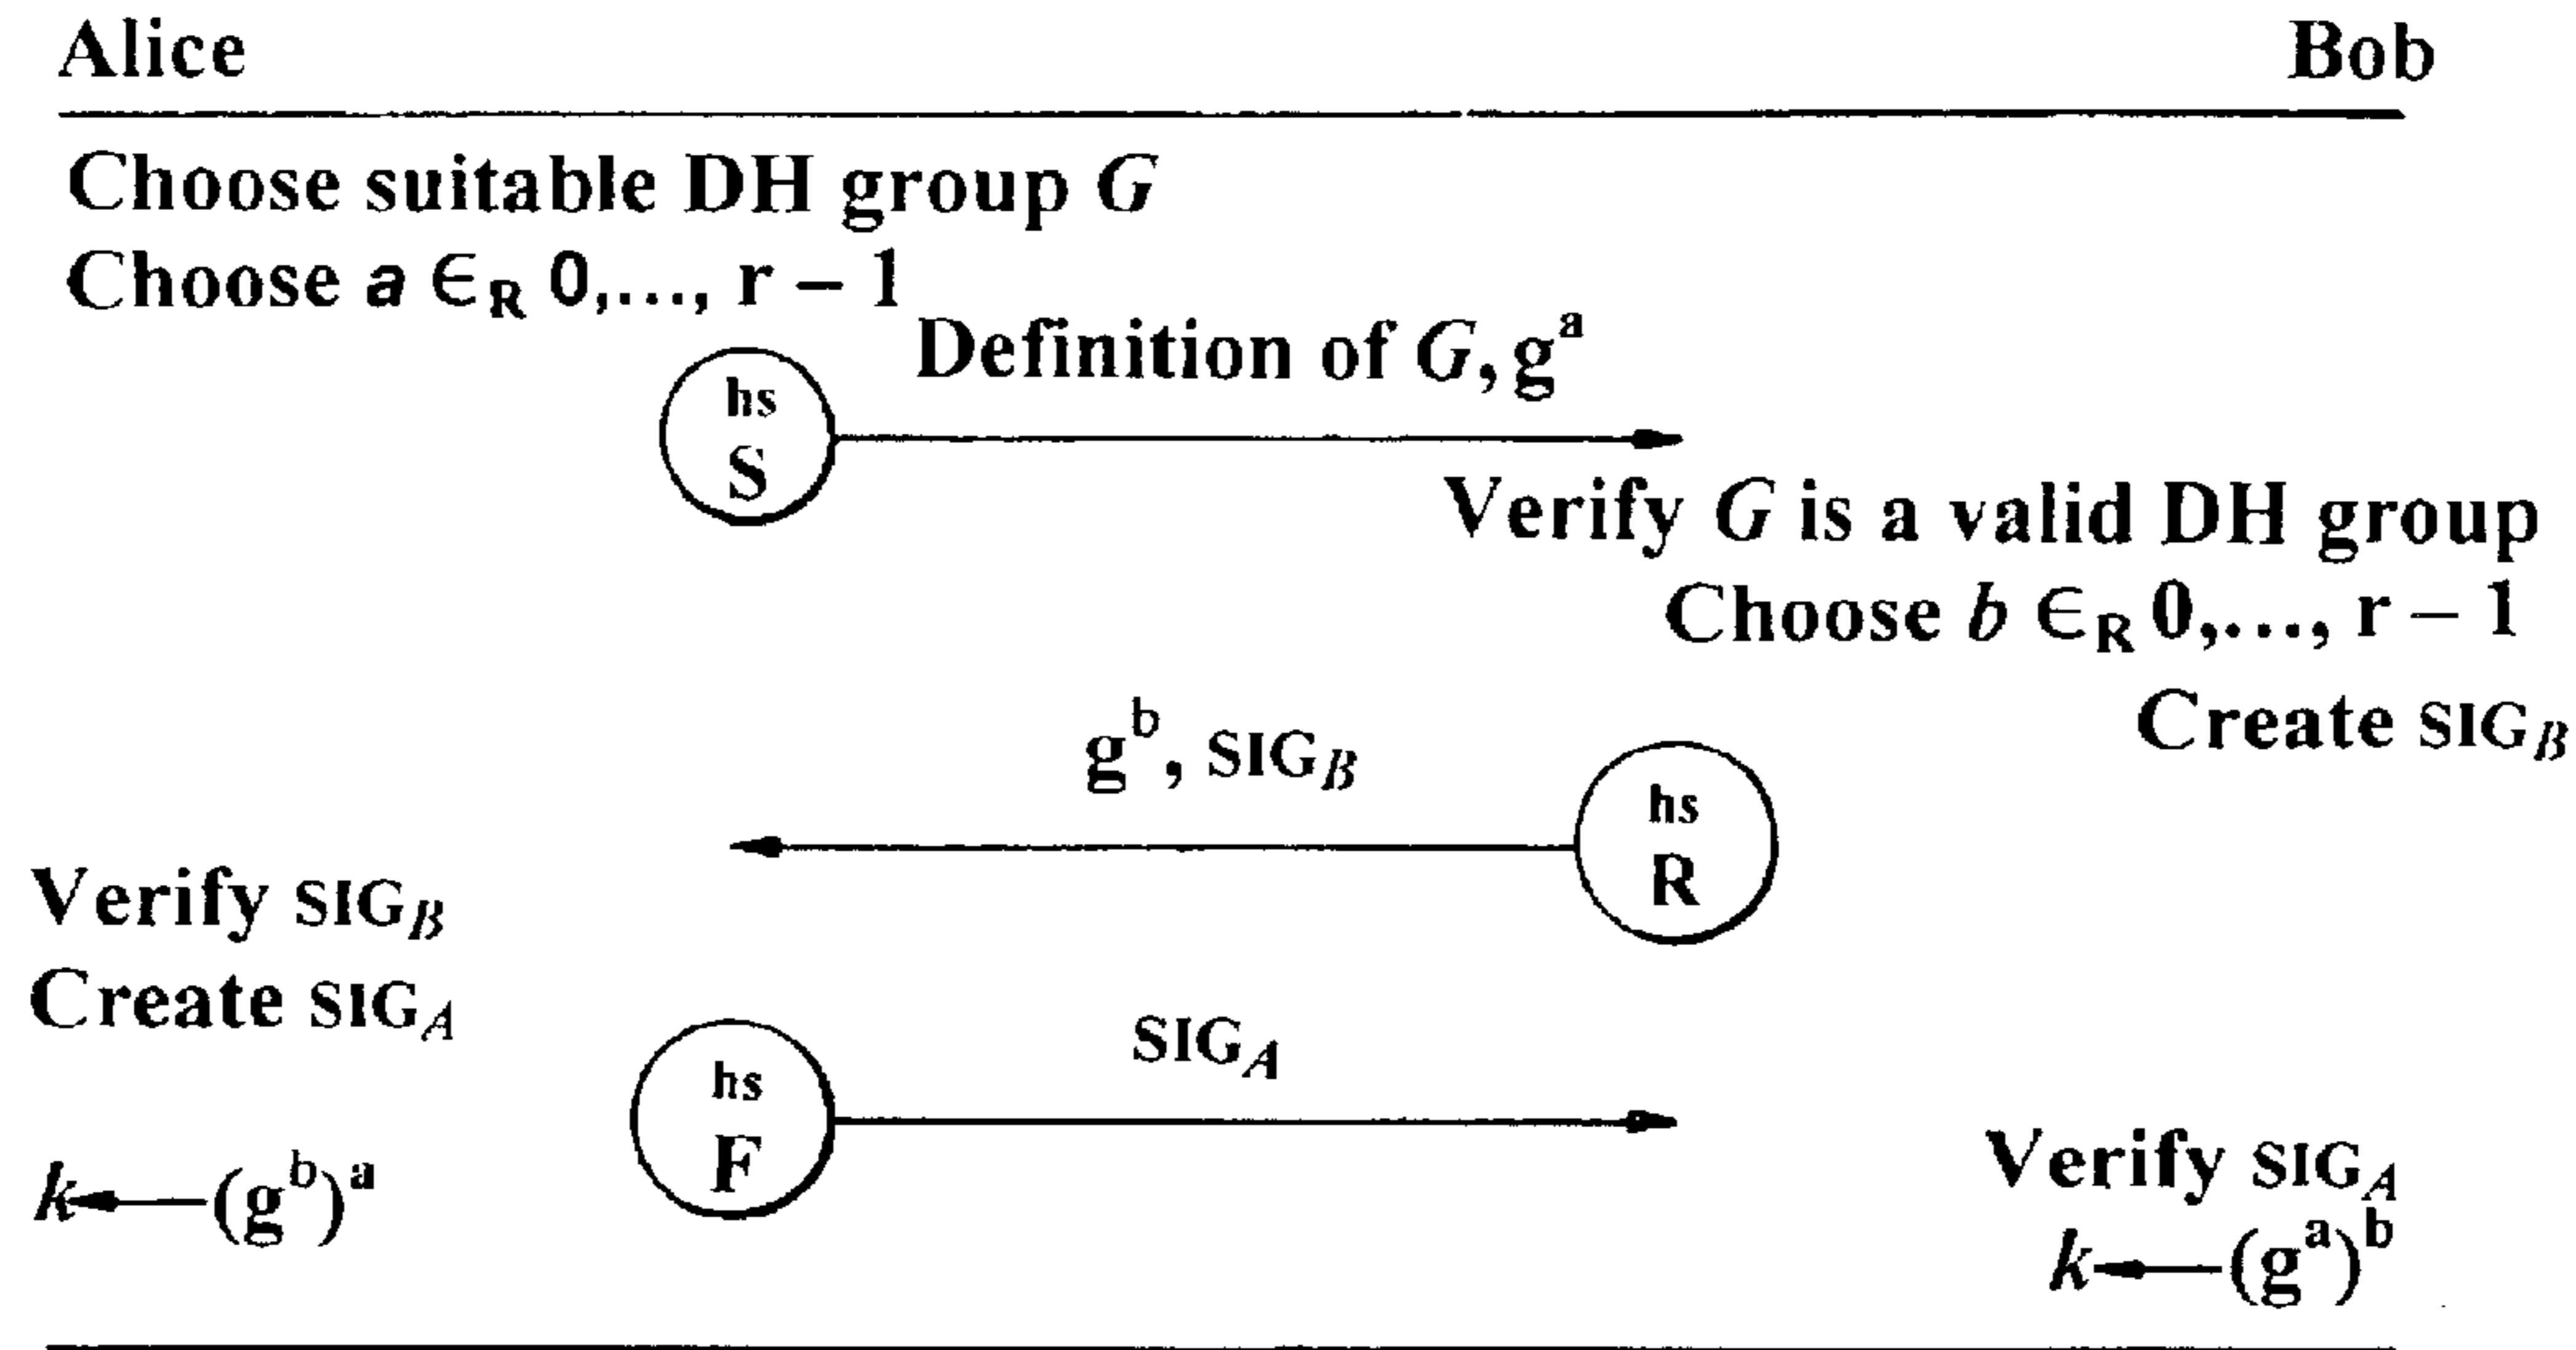 Alice Bob
Choose suitable DH group G
Choose a ∈R 0,..., r – 1
Definition of G, g^a
hs
S
Verify G is a valid DH group
Choose b ∈R 0,..., r – 1
Create SIG_B
g^b, SIG_B
hs
R
Verify SIG_B
Create SIG_A
SIG_A
hs
F
Verify SIG_A
k ← (g^b)^a
k ← (g^a)^b